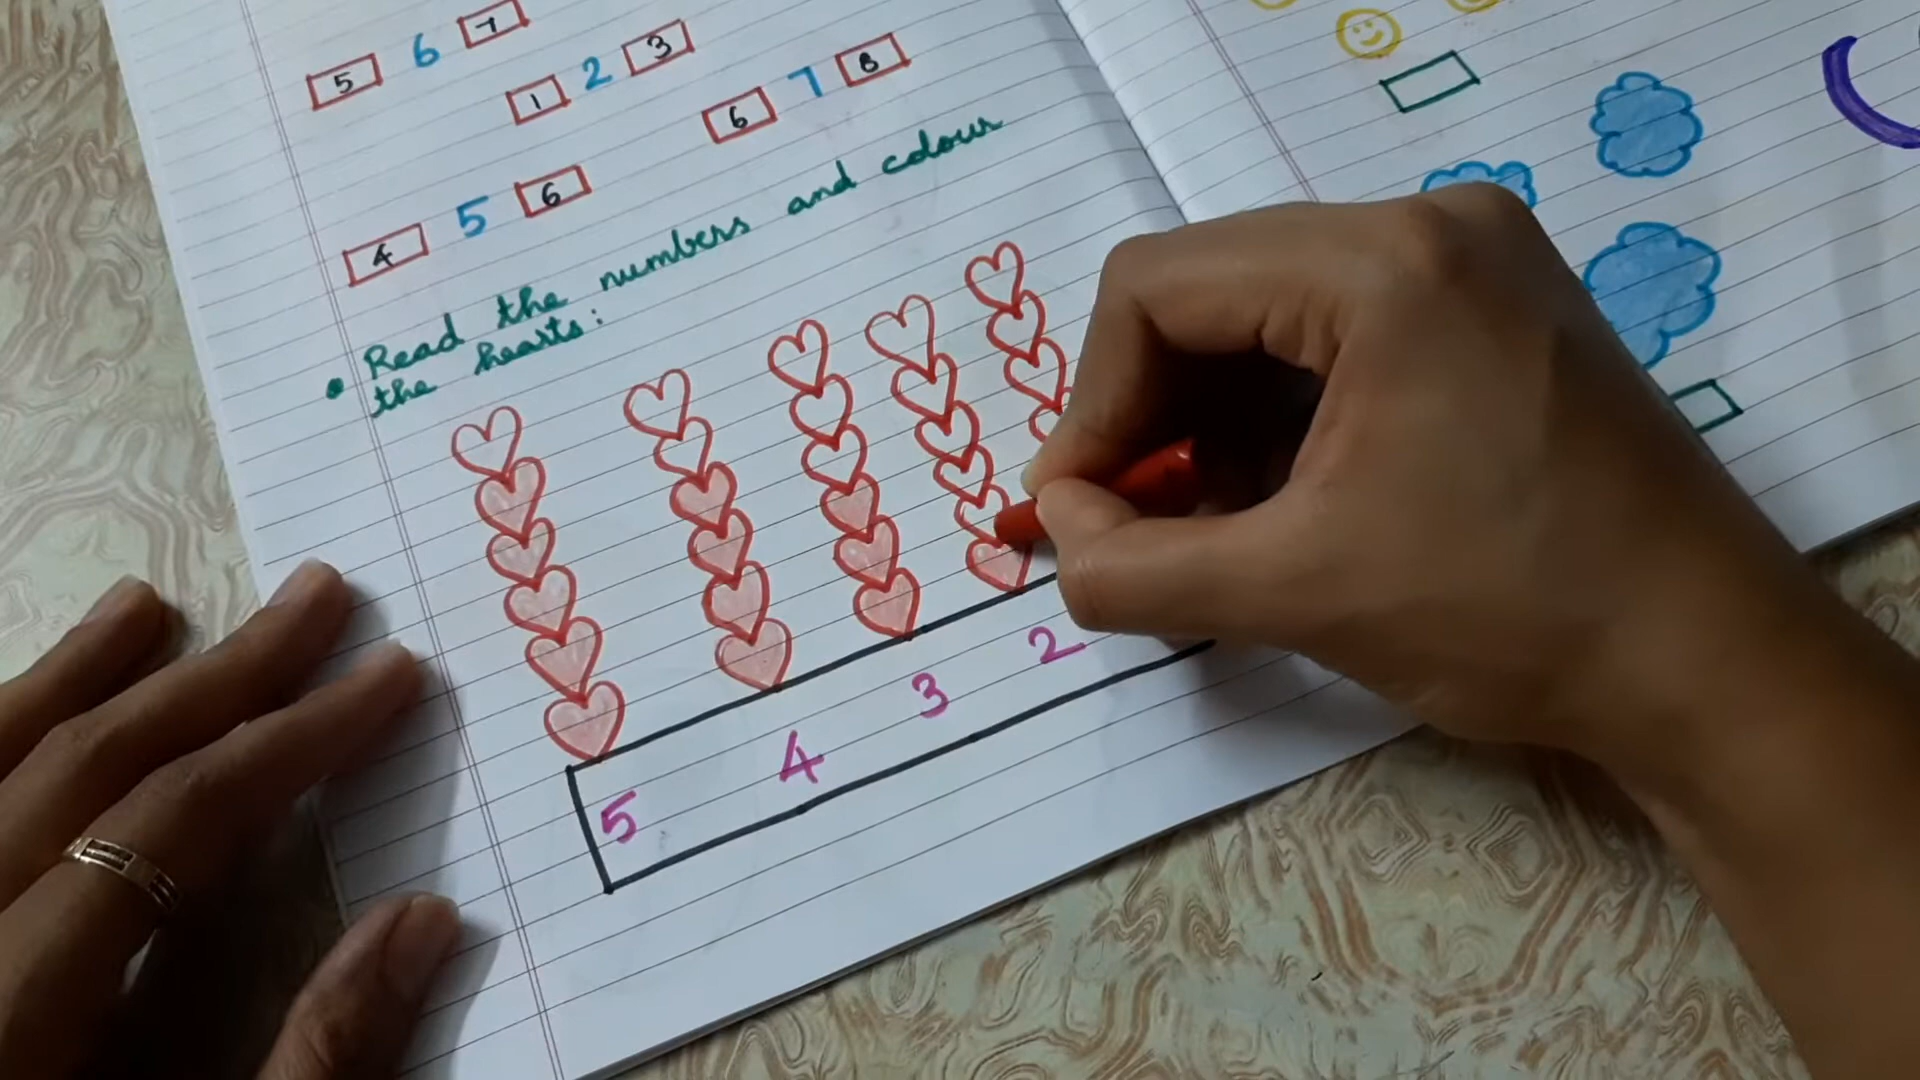 5 6 7
1 2 3
6 7 8
4 5 6
• Read the numbers and colour
the hearts:
5 4 3 2